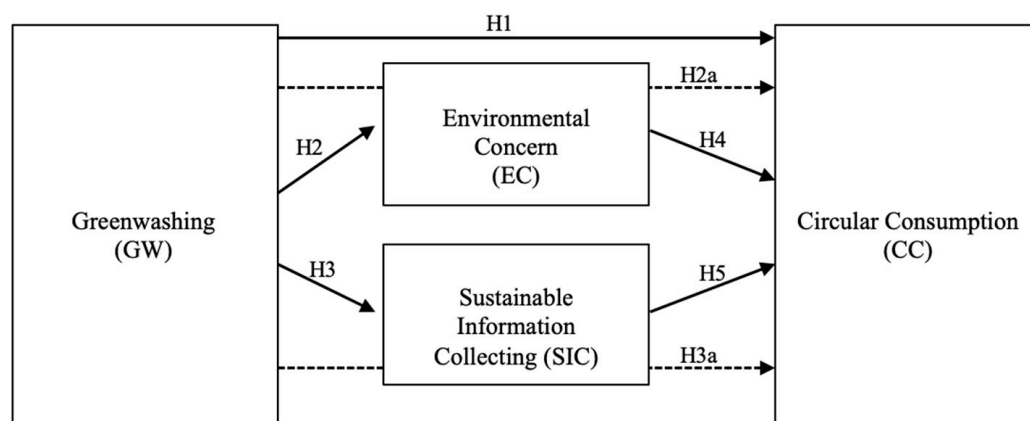 H1
H2a
Environmental
Concern
(EC)
H2
H4
Greenwashing
(GW)
Circular Consumption
(CC)
H3
H5
Sustainable
Information
Collecting (SIC)
H3a